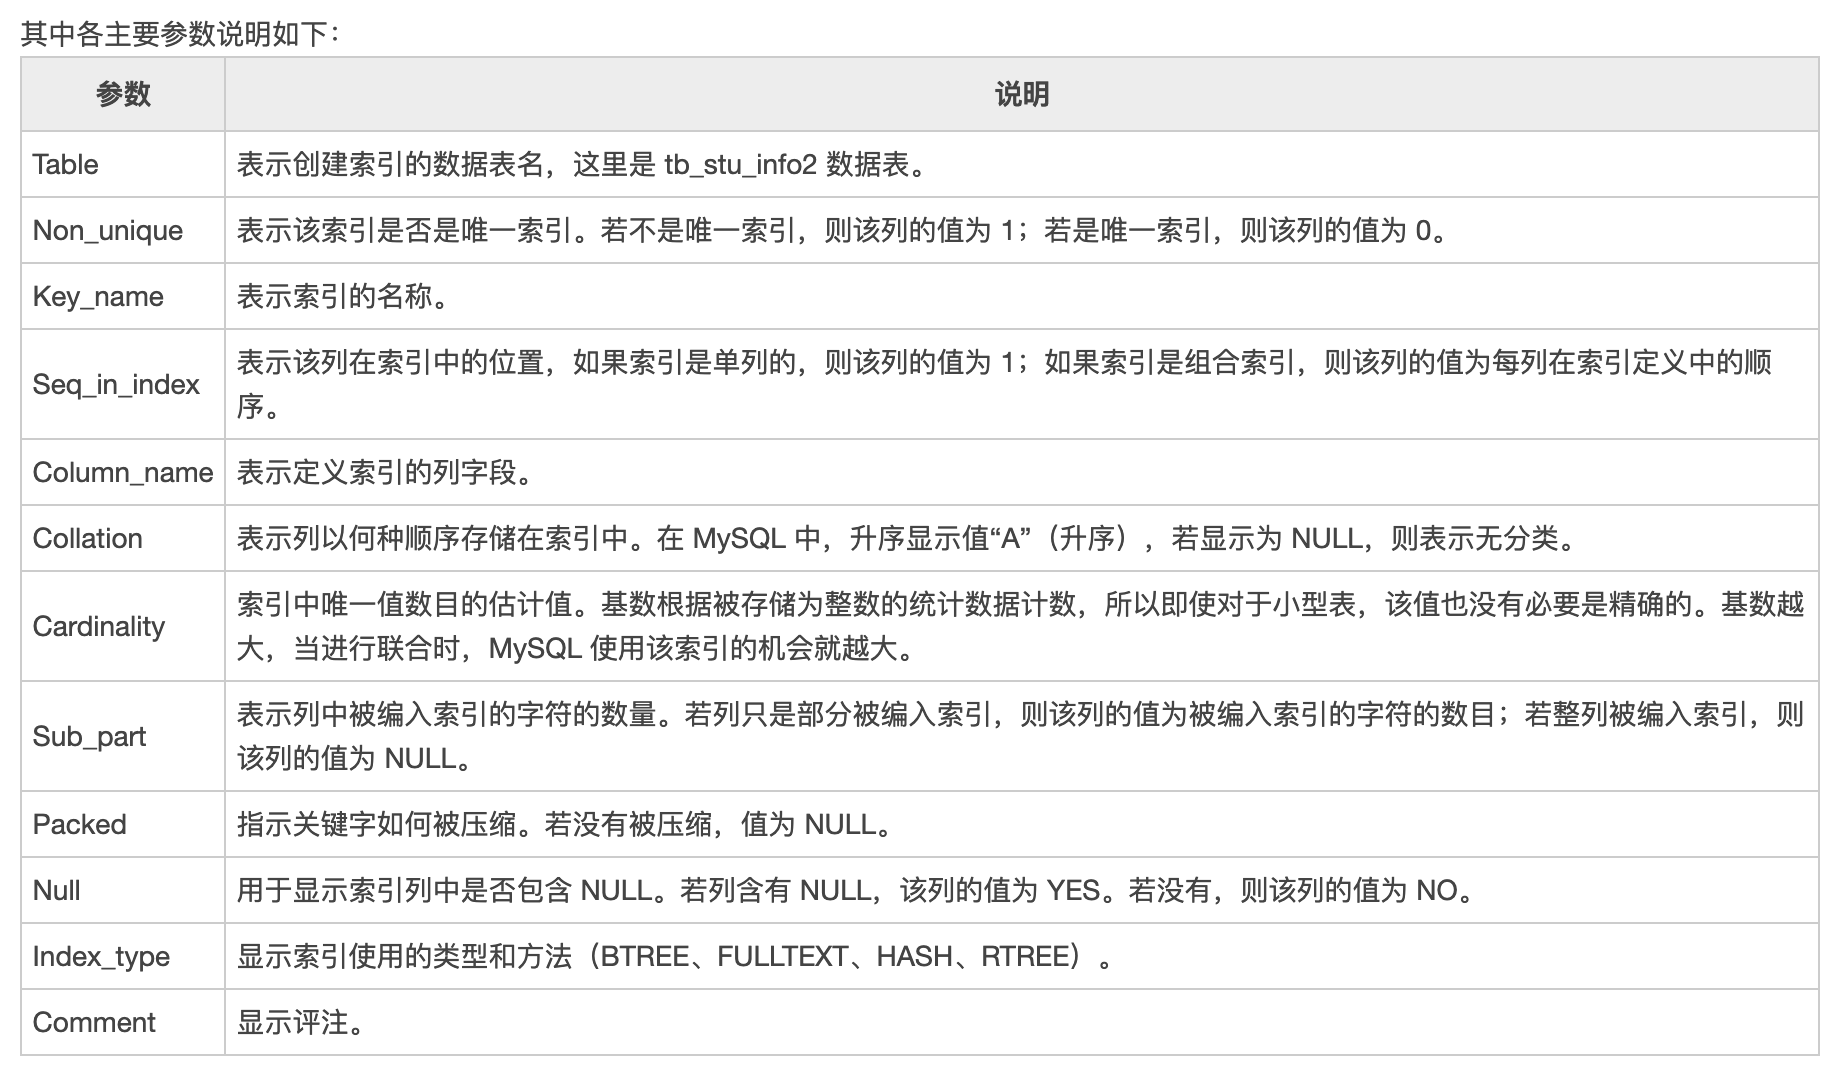 其中各主要参数说明如下：
参数 说明
Table 表示创建索引的数据表名，这里是 tb_stu_info2 数据表。
Non_unique 表示该索引是否是唯一索引。若不是唯一索引，则该列的值为 1；若是唯一索引，则该列的值为 0。
Key_name 表示索引的名称。
Seq_in_index 表示该列在索引中的位置，如果索引是单列的，则该列的值为 1；如果索引是组合索引，则该列的值为每列在索引定义中的顺
序。
Column_name 表示定义索引的列字段。
Collation 表示列以何种顺序存储在索引中。在 MySQL 中，升序显示值“A”（升序），若显示为 NULL，则表示无分类。
Cardinality 索引中唯一值数目的估计值。基数根据被存储为整数的统计数据计数，所以即使对于小型表，该值也没有必要是精确的。基数越
大，当进行联合时，MySQL 使用该索引的机会就越大。
Sub_part 表示列中被编入索引的字符的数量。若列只是部分被编入索引，则该列的值为被编入索引的字符的数目；若整列被编入索引，则
该列的值为 NULL。
Packed 指示关键字如何被压缩。若没有被压缩，值为 NULL。
Null 用于显示索引列中是否包含 NULL。若列含有 NULL，该列的值为 YES。若没有，则该列的值为 NO。
Index_type 显示索引使用的类型和方法（BTREE、FULLTEXT、HASH、RTREE）。
Comment 显示评注。